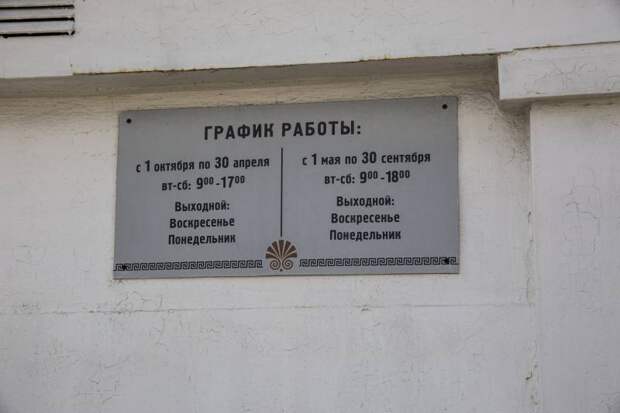 ГРАФИК РАБОТЫ:
с 1 октября по 30 апреля
вт-сб: 9⁰⁰-17⁰⁰
Выходной:
Воскресенье
Понедельник
с 1 мая по 30 сентября
вт-сб: 9⁰⁰-18⁰⁰
Выходной:
Воскресенье
Понедельник